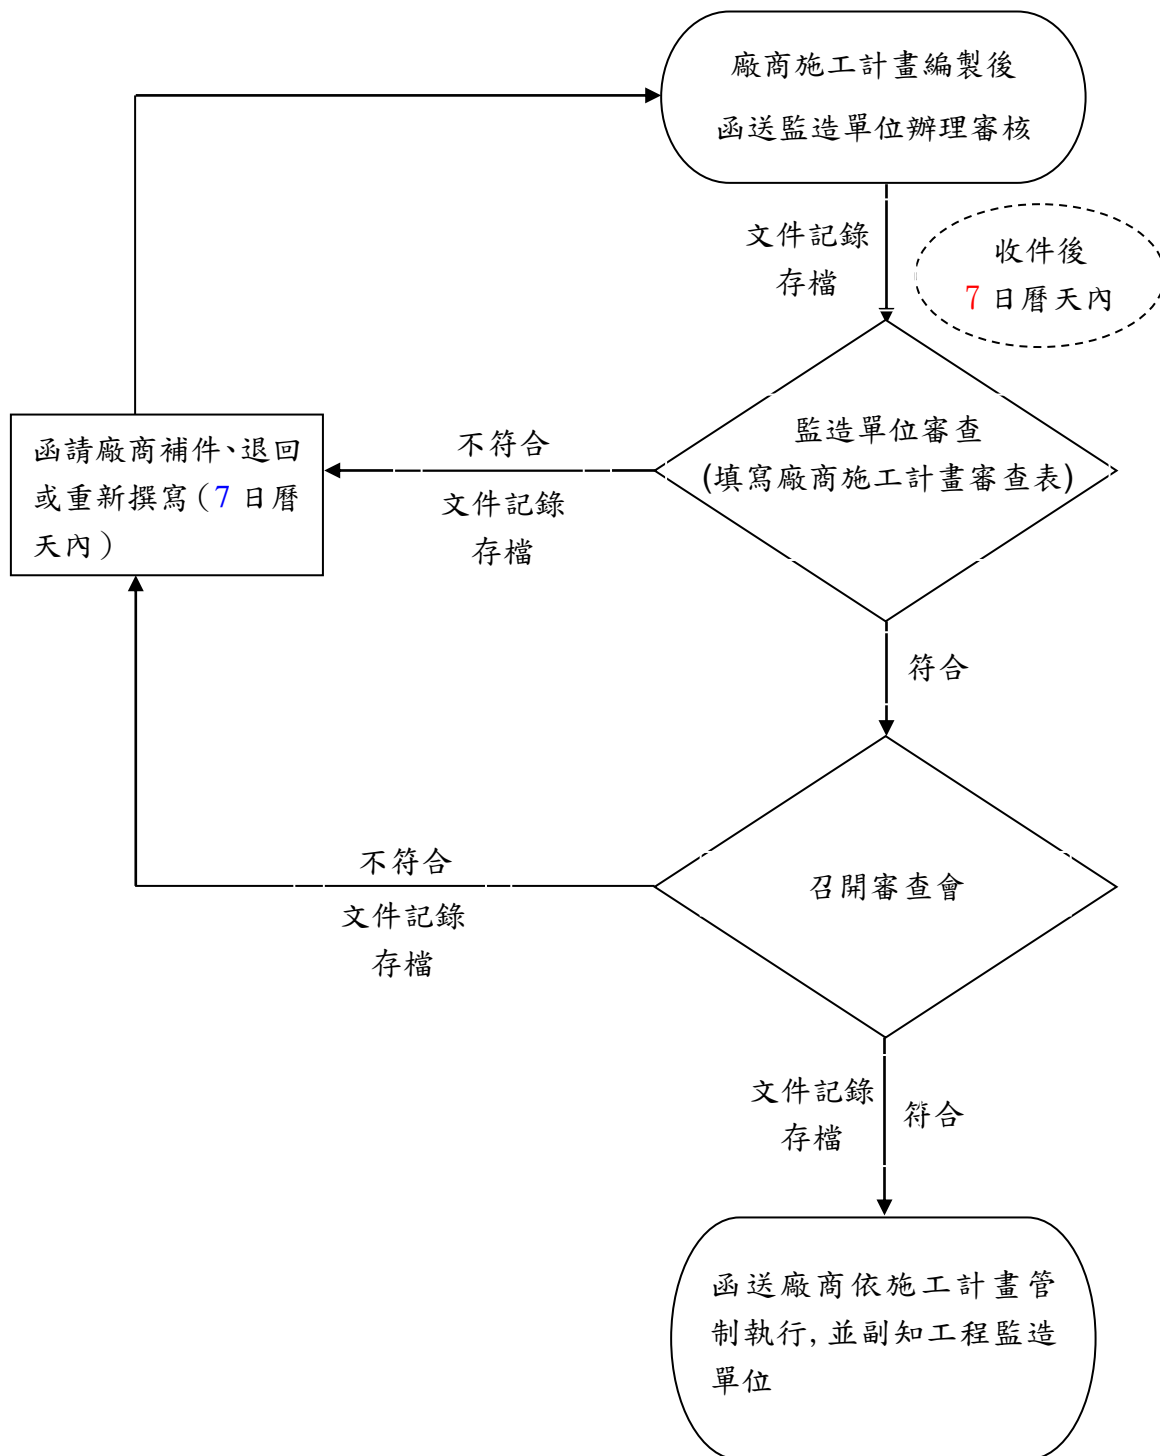 廠商施工計畫編製後
函送監造單位辦理審核
文件記錄
存檔
收件後
7 日曆天內
函請廠商補件、退回
或重新撰寫(7 日曆
天內)
不符合
文件記錄
存檔
監造單位審查
(填寫廠商施工計畫審查表)
符合
不符合
文件記錄
存檔
召開審查會
文件記錄
存檔
符合
函送廠商依施工計畫管
制執行,並副知工程監造
單位